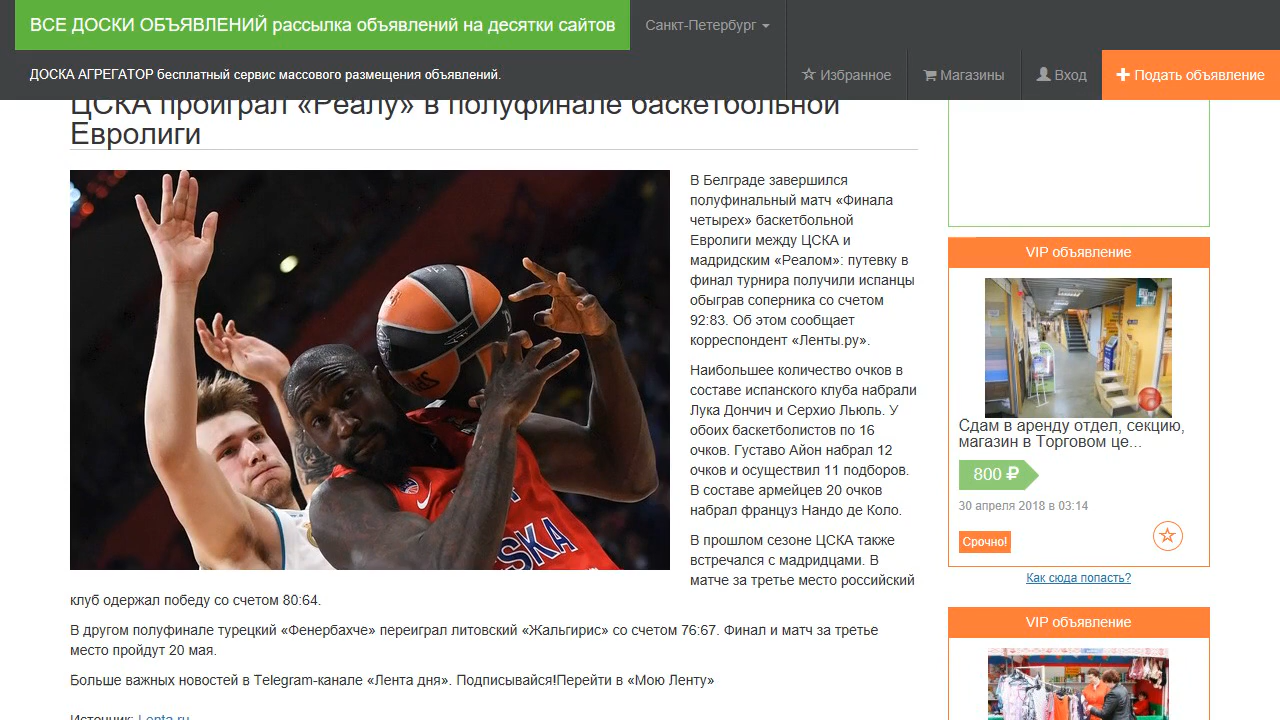 ВСЕ ДОСКИ ОБЪЯВЛЕНИЙ рассылка объявлений на десятки сайтов
Санкт-Петербург
ДОСКА АГРЕГАТОР бесплатный сервис массового размещения объявлений.
Избранное
Магазины
Вход
Подать объявление
ЦСКА проиграл «Реалу» в полуфинале баскетбольной
Евролиги
В Белграде завершился
полуфинальный матч «Финала
четырех» баскетбольной
Евролиги между ЦСКА и
мадридским «Реалом»: путевку в
финал турнира получили испанцы
обыграв соперника со счетом
92:83. Об этом сообщает
корреспондент «Ленты.ру».
Наибольшее количество очков в
составе испанского клуба набрали
Лука Дончич и Серхио Льюль. У
обоих баскетболистов по 16
очков. Густаво Айон набрал 12
очков и осуществил 11 подборов.
В составе армейцев 20 очков
набрал француз Нандо де Коло.
В прошлом сезоне ЦСКА также
встречался с мадридцами. В
матче за третье место российский
клуб одержал победу со счетом 80:64.
В другом полуфинале турецкий «Фенербахче» переиграл литовский «Жальгирис» со счетом 76:67. Финал и матч за третье
место пройдут 20 мая.
Больше важных новостей в Telegram-канале «Лента дня». Подписывайся!Перейти в «Мою Ленту»
Источник: Lenta.ru
SKA
VIP объявление
Сдам в аренду отдел, секцию,
магазин в Торговом це...
800 ₽
30 апреля 2018 в 03:14
Срочно!
Как сюда попасть?
VIP объявление